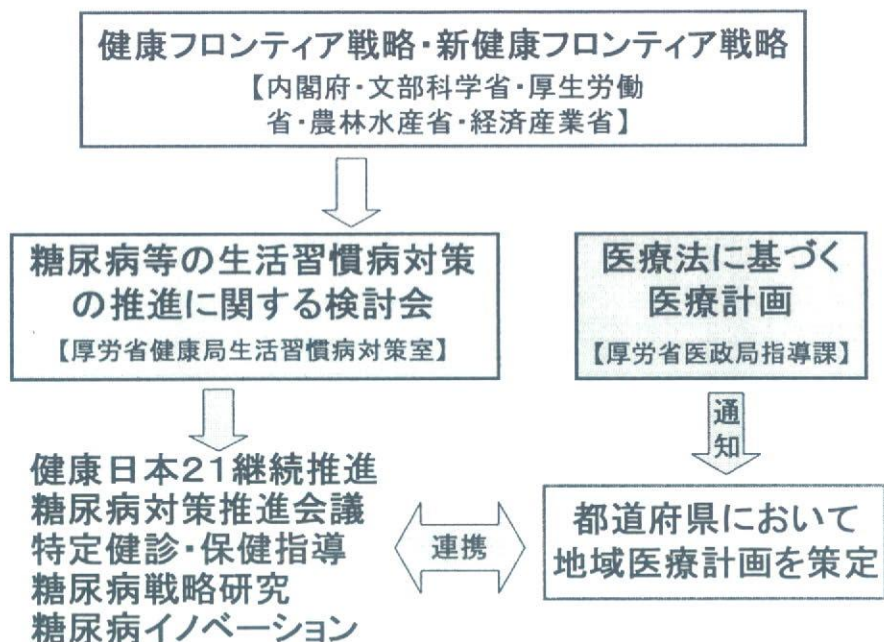 健康フロンティア戦略・新健康フロンティア戦略
【内閣府・文部科学省・厚生労働
省・農林水産省・経済産業省】
糖尿病等の生活習慣病対策
の推進に関する検討会
【厚労省健康局生活習慣病対策室】
医療法に基づく
医療計画
【厚労省医政局指導課】
通
知
健康日本21継続推進
糖尿病対策推進会議
特定健診・保健指導
糖尿病戦略研究
糖尿病イノベーション
連携
都道府県において
地域医療計画を策定